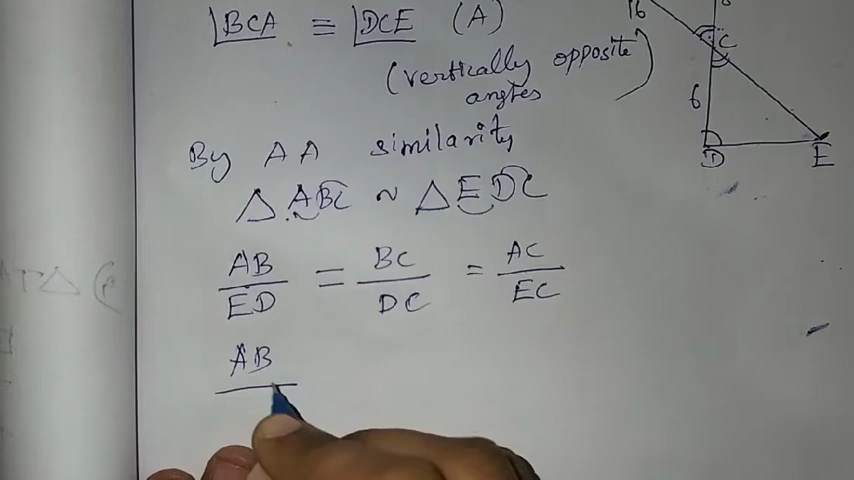 ∠BCA ≡ ∠DCE (A)
(vertically opposite
angles)
By AA similarity
△ABC ~ △EDC
AB/ED = BC/DC = AC/EC
AB
16
C
6
D E